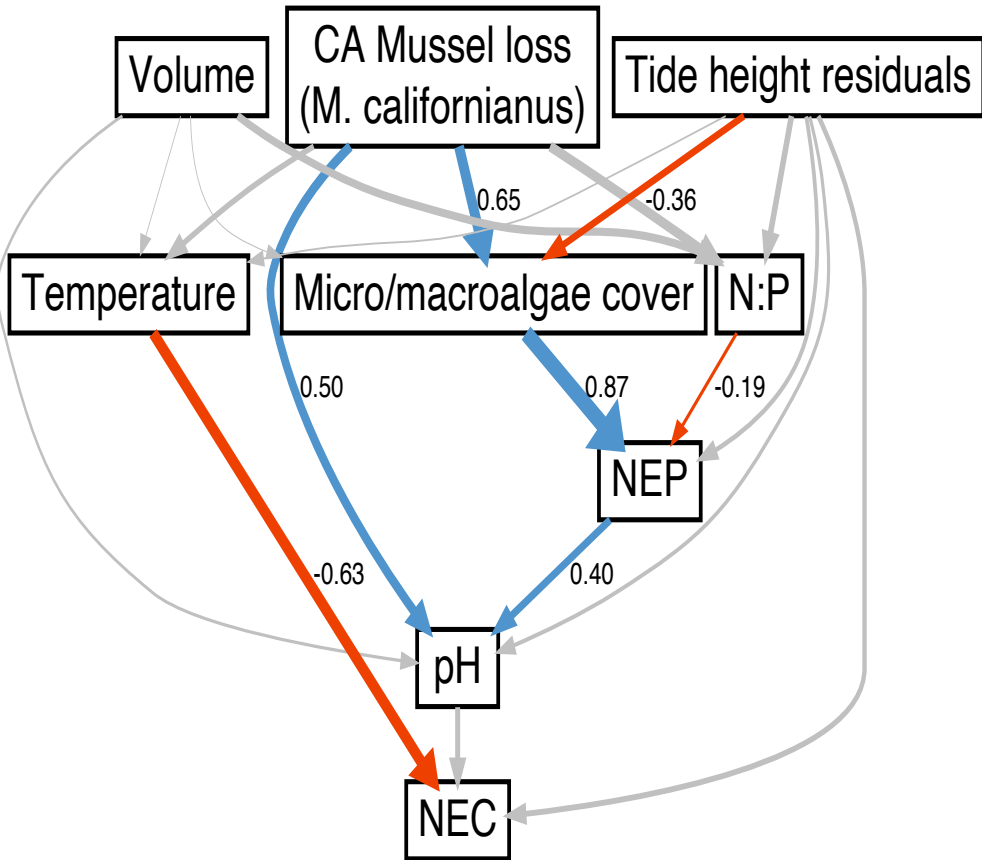 Volume
CA Mussel loss
(M. californianus)
Tide height residuals
0.65
-0.36
Temperature
Micro/macroalgae cover
N:P
0.50
0.87
-0.19
NEP
-0.63
0.40
pH
NEC